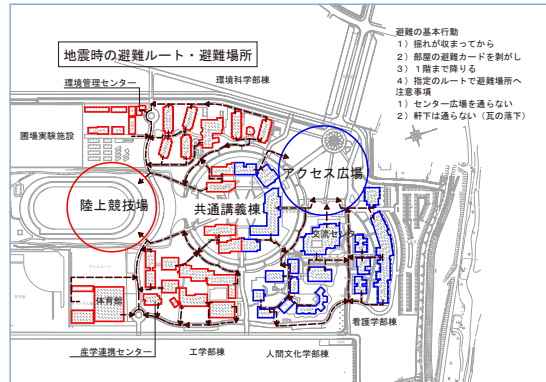 地震時の避難ルート・避難場所
避難の基本行動
1）揺れが収まってから
2）部屋の避難カードを剥がし
3）1階まで降りる
4）指定のルートで避難場所へ
注意事項
1）センター広場を通らない
2）軒下は通らない（瓦の落下）
環境管理センター
環境科学部棟
圃場実験施設
アクセス広場
陸上競技場
共通講義棟
交流センター
体育館
看護学部棟
産学連携センター
工学部棟
人間文化学部棟